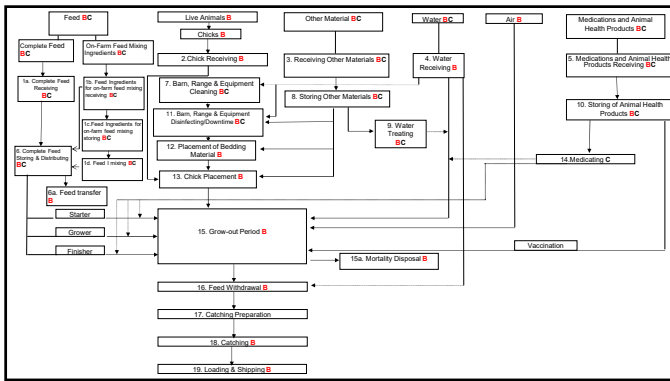 Feed BC
Live Animals B
Other Material BC
Water BC
Air B
Medications and Animal
Health Products BC
Chicks B
Complete Feed
BC
On-Farm Feed Mixing
Ingredients BC
2.Chick Receiving B
3. Receiving Other Materials BC
4. Water
Receiving B
5. Medications and Animal Health
Products Receiving BC
1a. Complete Feed
Receiving
BC
1b. Feed Ingredients
for on-farm feed mixing
receiving BC
7. Barn, Range & Equipment
Cleaning BC
8. Storing Other Materials BC
10. Storing of Animal Health
Products BC
11. Barn, Range & Equipment
Disinfecting/Downtime BC
9. Water
Treating
BC
1c.Feed Ingredients for
on-farm feed mixing
storing BC
12. Placement of Bedding
Material B
6. Complete Feed
Storing & Distributing
BC
1d. Feed I mixing BC
14.Medicating C
13. Chick Placement B
6a. Feed transfer
B
Starter
Grower
15. Grow-out Period B
Finisher
Vaccination
15a. Mortality Disposal B
16. Feed Withdrawal B
17. Catching Preparation
18. Catching B
19. Loading & Shipping B